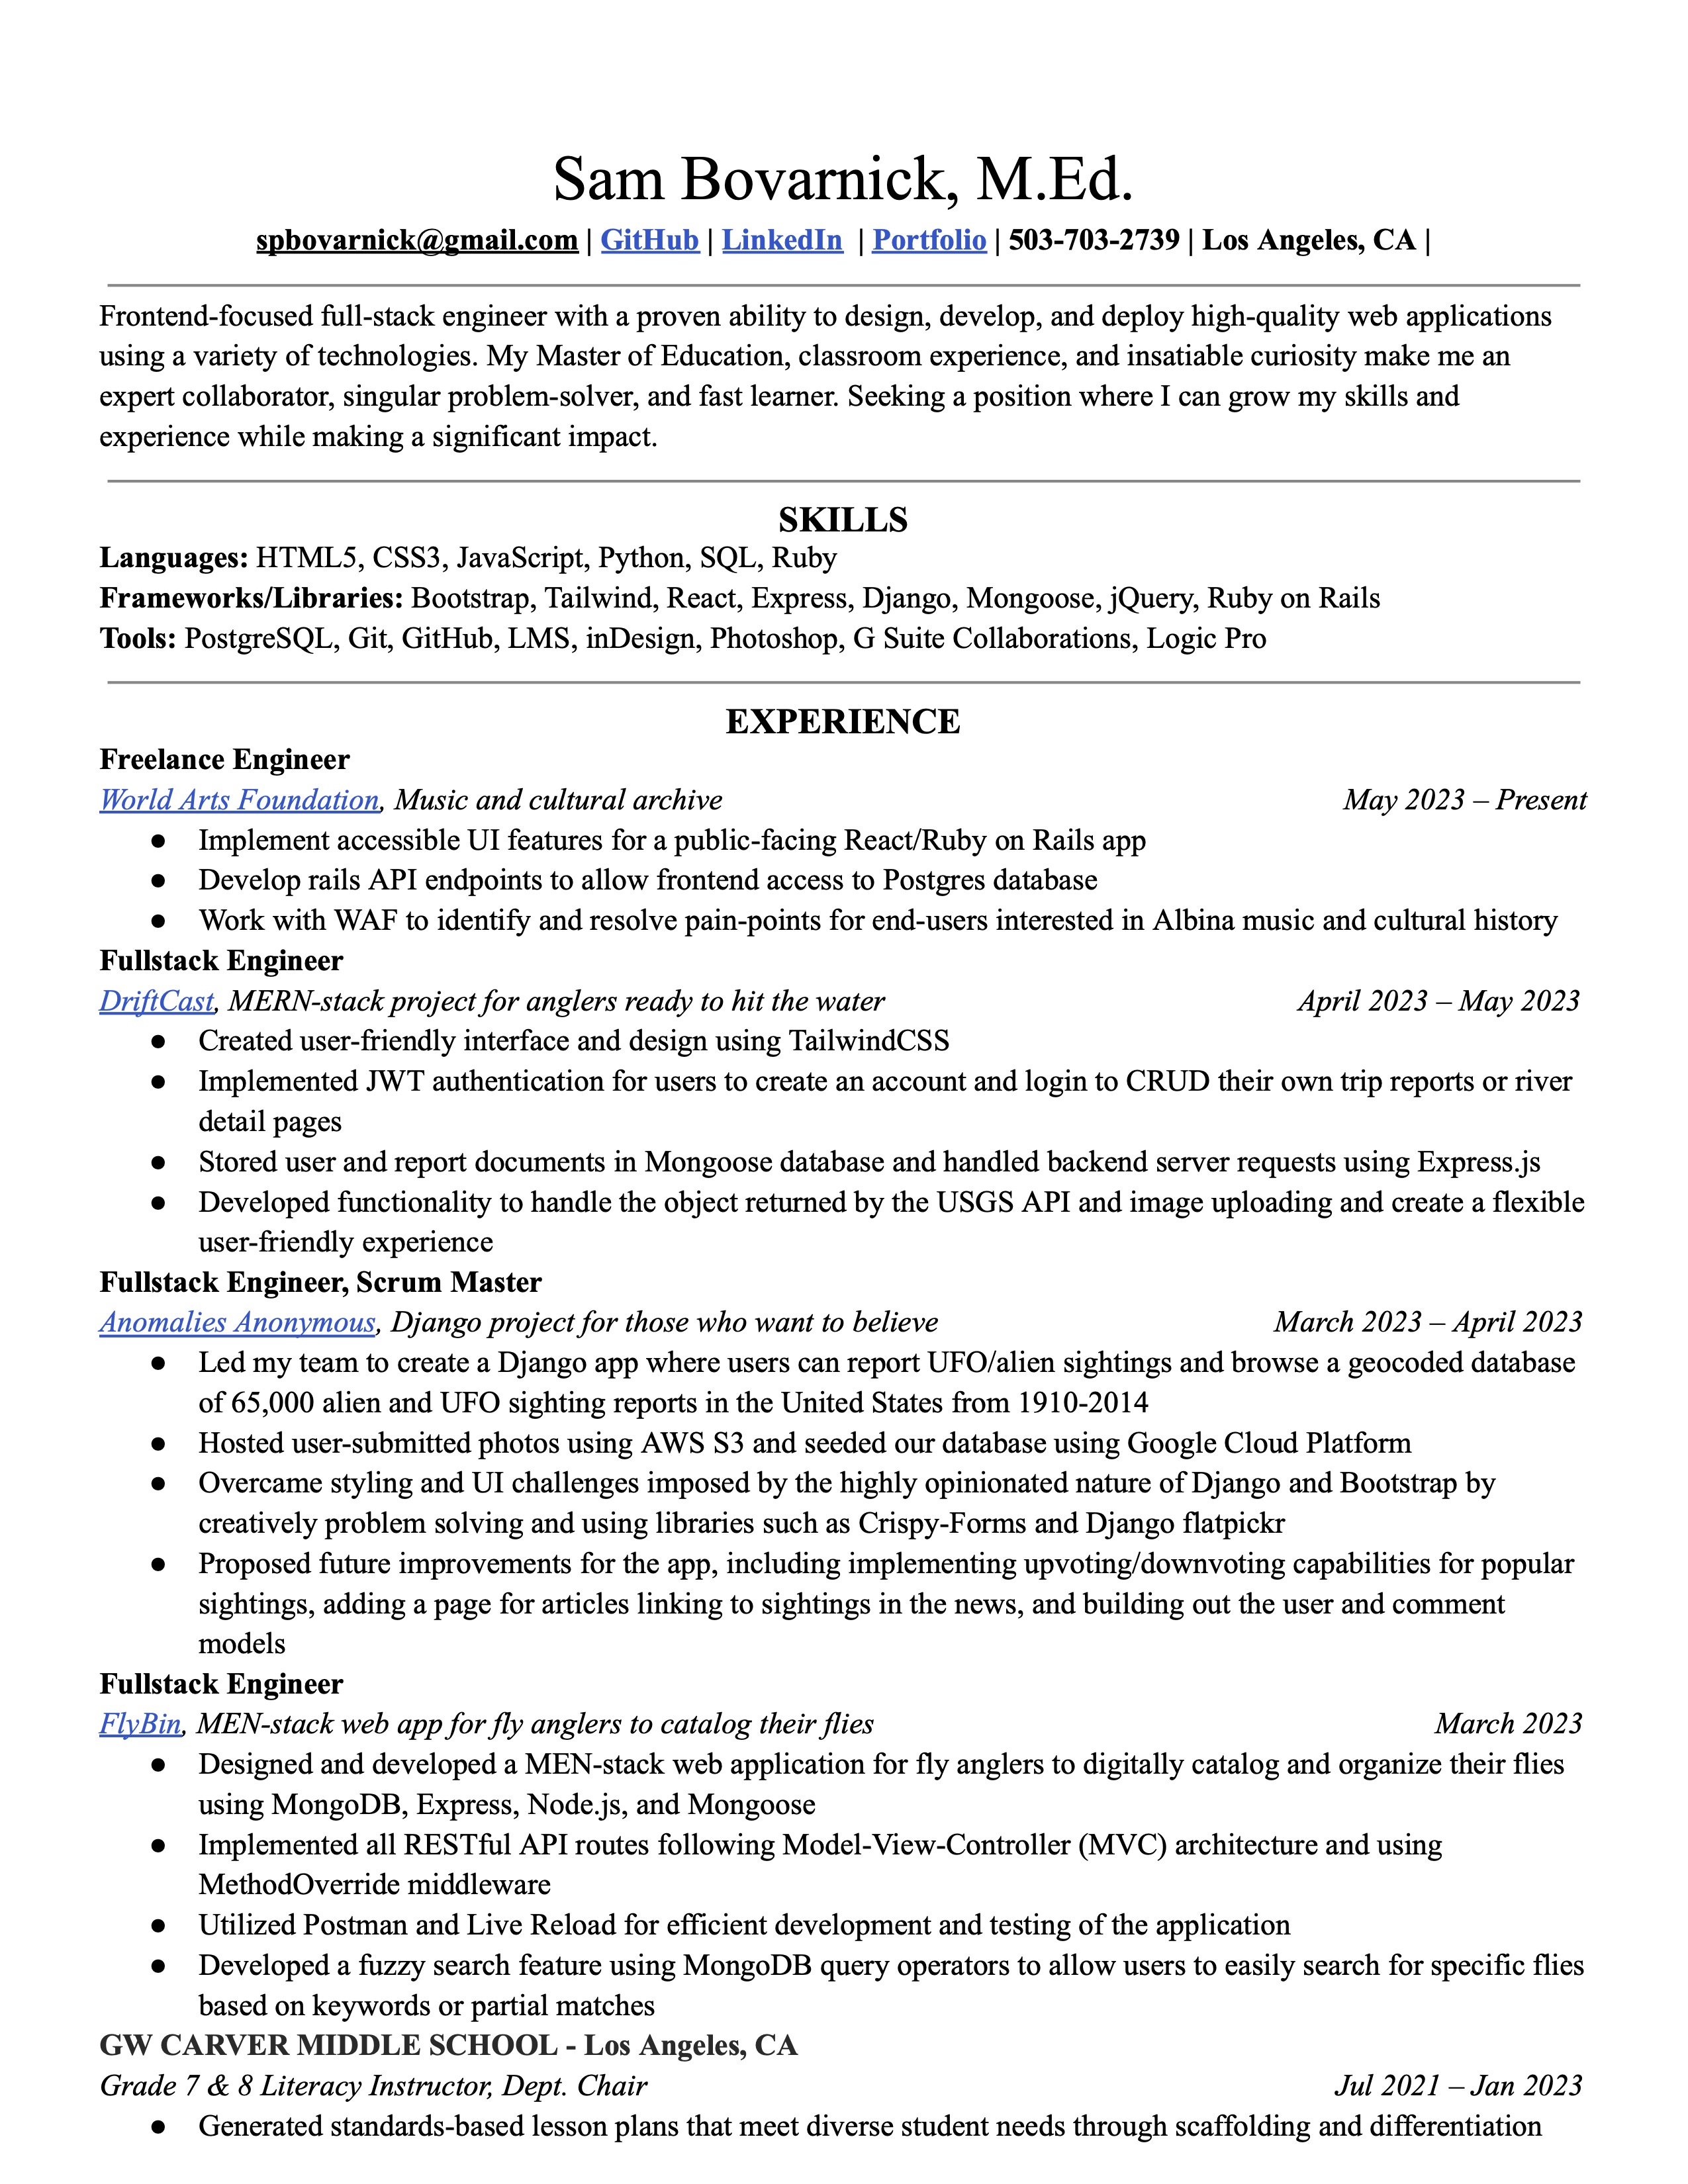 Sam Bovarnick, M.Ed.
spbovarnick@gmail.com | GitHub | LinkedIn | Portfolio | 503-703-2739 | Los Angeles, CA |
Frontend-focused full-stack engineer with a proven ability to design, develop, and deploy high-quality web applications
using a variety of technologies. My Master of Education, classroom experience, and insatiable curiosity make me an
expert collaborator, singular problem-solver, and fast learner. Seeking a position where I can grow my skills and
experience while making a significant impact.
SKILLS
Languages: HTML5, CSS3, JavaScript, Python, SQL, Ruby
Frameworks/Libraries: Bootstrap, Tailwind, React, Express, Django, Mongoose, jQuery, Ruby on Rails
Tools: PostgreSQL, Git, GitHub, LMS, inDesign, Photoshop, G Suite Collaborations, Logic Pro
EXPERIENCE
Freelance Engineer
World Arts Foundation, Music and cultural archive May 2023 – Present
● Implement accessible UI features for a public-facing React/Ruby on Rails app
● Develop rails API endpoints to allow frontend access to Postgres database
● Work with WAF to identify and resolve pain-points for end-users interested in Albina music and cultural history
Fullstack Engineer
DriftCast, MERN-stack project for anglers ready to hit the water April 2023 – May 2023
● Created user-friendly interface and design using TailwindCSS
● Implemented JWT authentication for users to create an account and login to CRUD their own trip reports or river
detail pages
● Stored user and report documents in Mongoose database and handled backend server requests using Express.js
● Developed functionality to handle the object returned by the USGS API and image uploading and create a flexible
user-friendly experience
Fullstack Engineer, Scrum Master
Anomalies Anonymous, Django project for those who want to believe March 2023 – April 2023
● Led my team to create a Django app where users can report UFO/alien sightings and browse a geocoded database
of 65,000 alien and UFO sighting reports in the United States from 1910-2014
● Hosted user-submitted photos using AWS S3 and seeded our database using Google Cloud Platform
● Overcame styling and UI challenges imposed by the highly opinionated nature of Django and Bootstrap by
creatively problem solving and using libraries such as Crispy-Forms and Django flatpickr
● Proposed future improvements for the app, including implementing upvoting/downvoting capabilities for popular
sightings, adding a page for articles linking to sightings in the news, and building out the user and comment
models
Fullstack Engineer
FlyBin, MEN-stack web app for fly anglers to catalog their flies March 2023
● Designed and developed a MEN-stack web application for fly anglers to digitally catalog and organize their flies
using MongoDB, Express, Node.js, and Mongoose
● Implemented all RESTful API routes following Model-View-Controller (MVC) architecture and using
MethodOverride middleware
● Utilized Postman and Live Reload for efficient development and testing of the application
● Developed a fuzzy search feature using MongoDB query operators to allow users to easily search for specific flies
based on keywords or partial matches
GW CARVER MIDDLE SCHOOL - Los Angeles, CA
Grade 7 & 8 Literacy Instructor, Dept. Chair Jul 2021 – Jan 2023
● Generated standards-based lesson plans that meet diverse student needs through scaffolding and differentiation